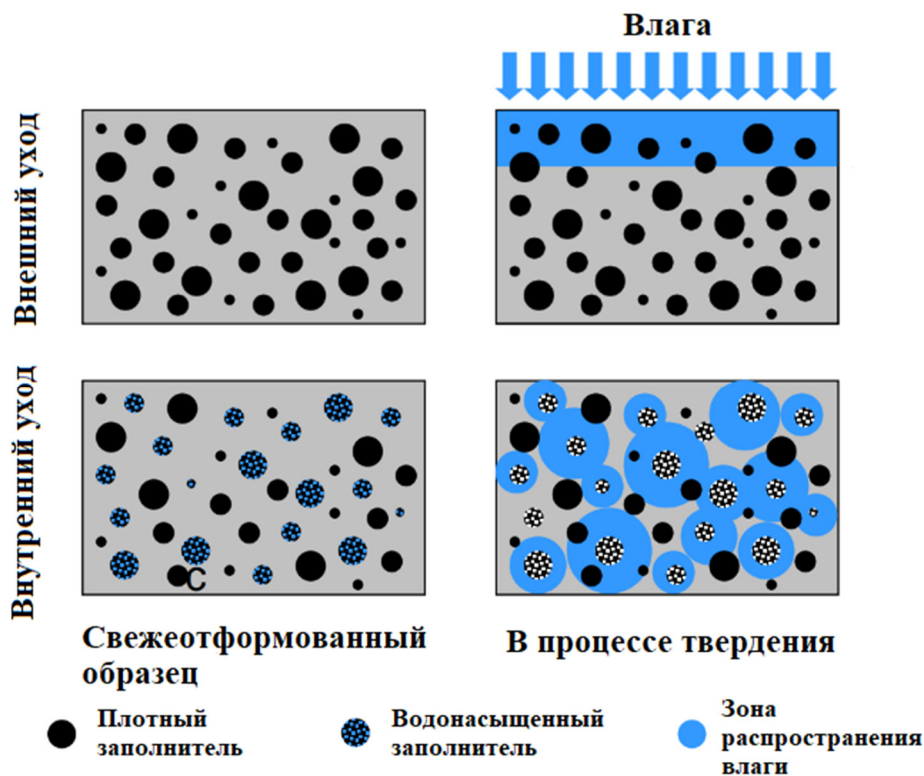 Влага
Внешний уход
Внутренний уход
С
Свежеотформованный
образец
В процессе твердения
Плотный
заполнитель
Водонасыщенный
заполнитель
Зона
распространения
влаги